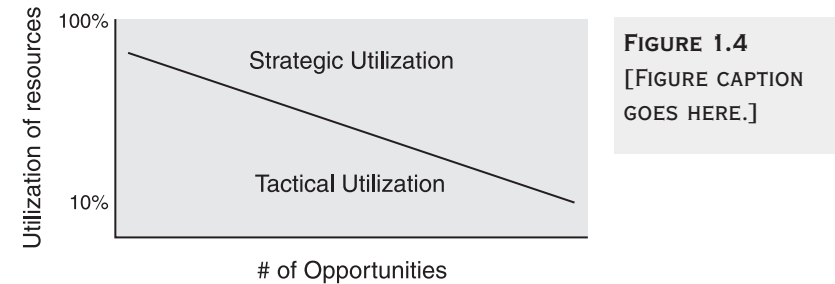 Utilization of resources
100%
Strategic Utilization
Tactical Utilization
10%
# of Opportunities
FIGURE 1.4
[FIGURE CAPTION
GOES HERE.]